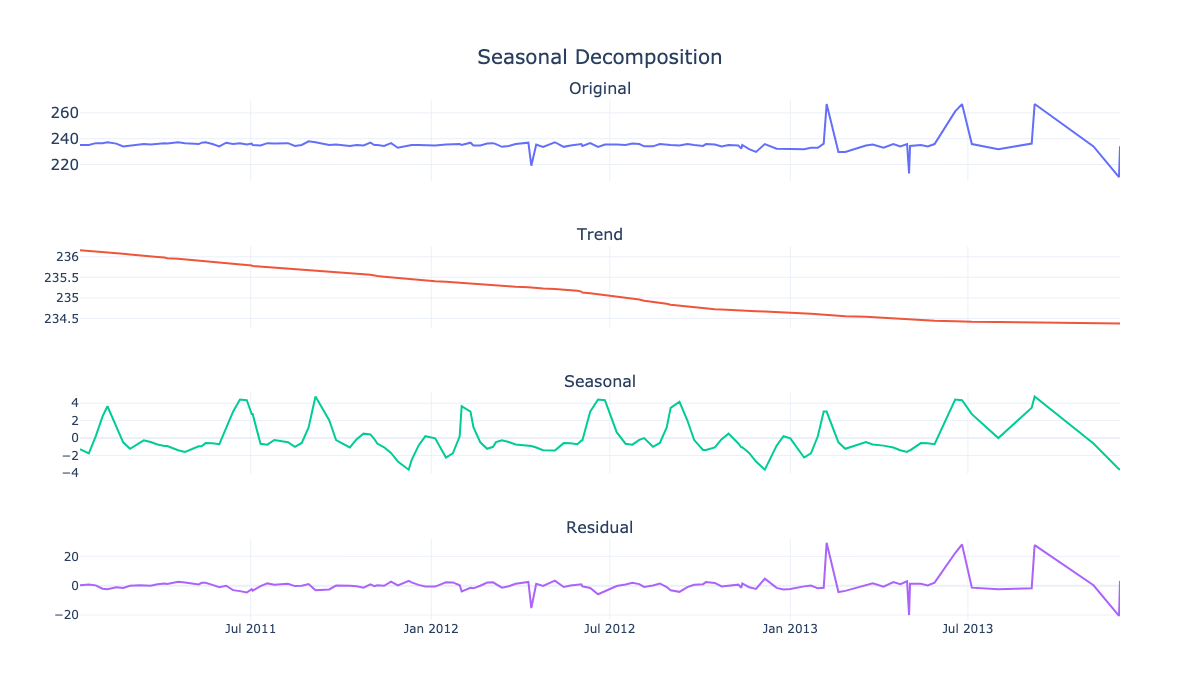 Seasonal Decomposition
Original
260
240
220
Trend
236
235.5
235
234.5
Seasonal
4
2
0
−2
−4
Residual
20
0
−20
Jul 2011 Jan 2012 Jul 2012 Jan 2013 Jul 2013